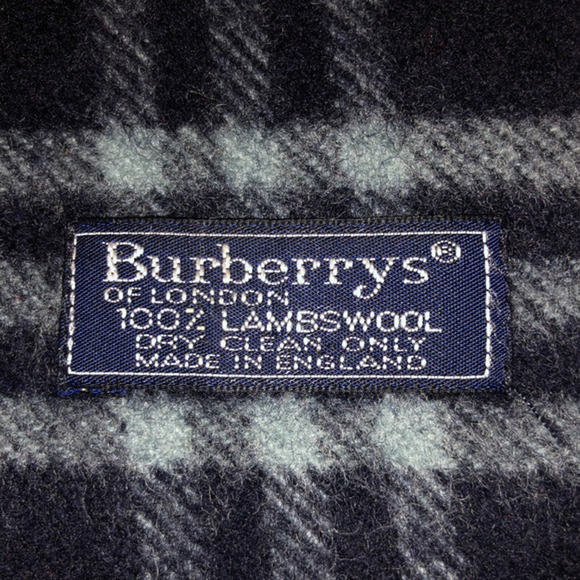 Burberrys®
OF LONDON
100% LAMBSWOOL
DRY CLEAN ONLY
MADE IN ENGLAND